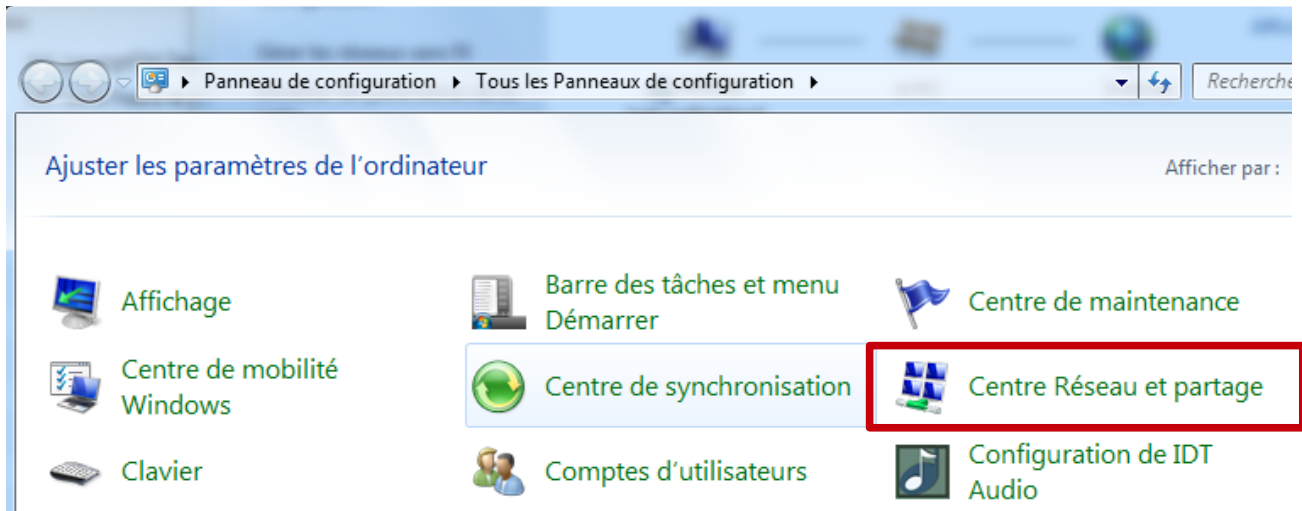 Panneau de configuration Tous les Panneaux de configuration
Recherche
Ajuster les paramètres de l'ordinateur
Afficher par :
Affichage
Barre des tâches et menu
Démarrer
Centre de maintenance
Centre de mobilité
Windows
Centre de synchronisation
Centre Réseau et partage
Clavier
Comptes d'utilisateurs
Configuration de IDT
Audio